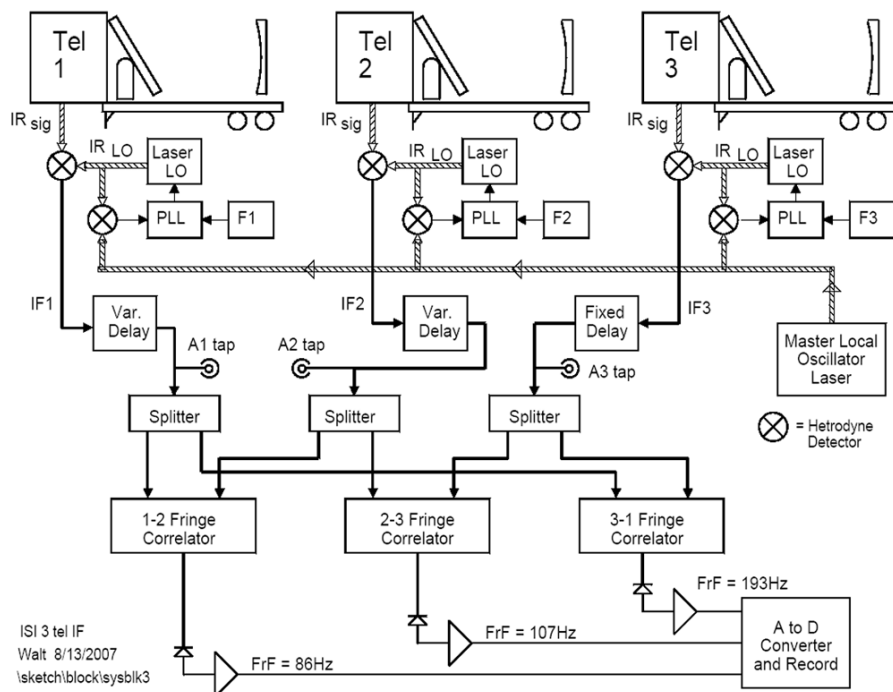 Tel 1
Tel 2
Tel 3
IR sig
IR LO
Laser LO
IR sig
IR LO
Laser LO
IR sig
IR LO
Laser LO
PLL
F1
PLL
F2
PLL
F3
IF1
Var. Delay
IF2
Var. Delay
Fixed Delay
IF3
A1 tap
A2 tap
A3 tap
Master Local Oscillator Laser
Splitter
Splitter
Splitter
= Hetrodyne Detector
1-2 Fringe Correlator
2-3 Fringe Correlator
3-1 Fringe Correlator
FrF = 193Hz
FrF = 107Hz
FrF = 86Hz
A to D Converter and Record
ISI 3 tel IF
Walt 8/13/2007
\sketch\block\sysblk3